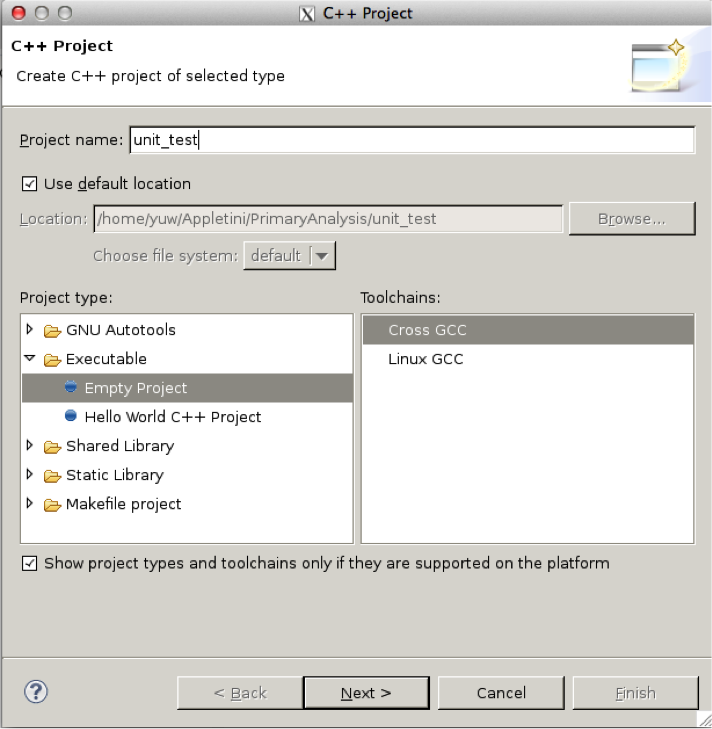 C++ Project
C++ Project
Create C++ project of selected type
Project name: unit_test
Use default location
Location: /home/yuw/Appletini/PrimaryAnalysis/unit_test Browse...
Choose file system: default
Project type: Toolchains:
GNU Autotools Cross GCC
Executable Linux GCC
Empty Project
Hello World C++ Project
Shared Library
Static Library
Makefile project
Show project types and toolchains only if they are supported on the platform
? < Back Next > Cancel Finish